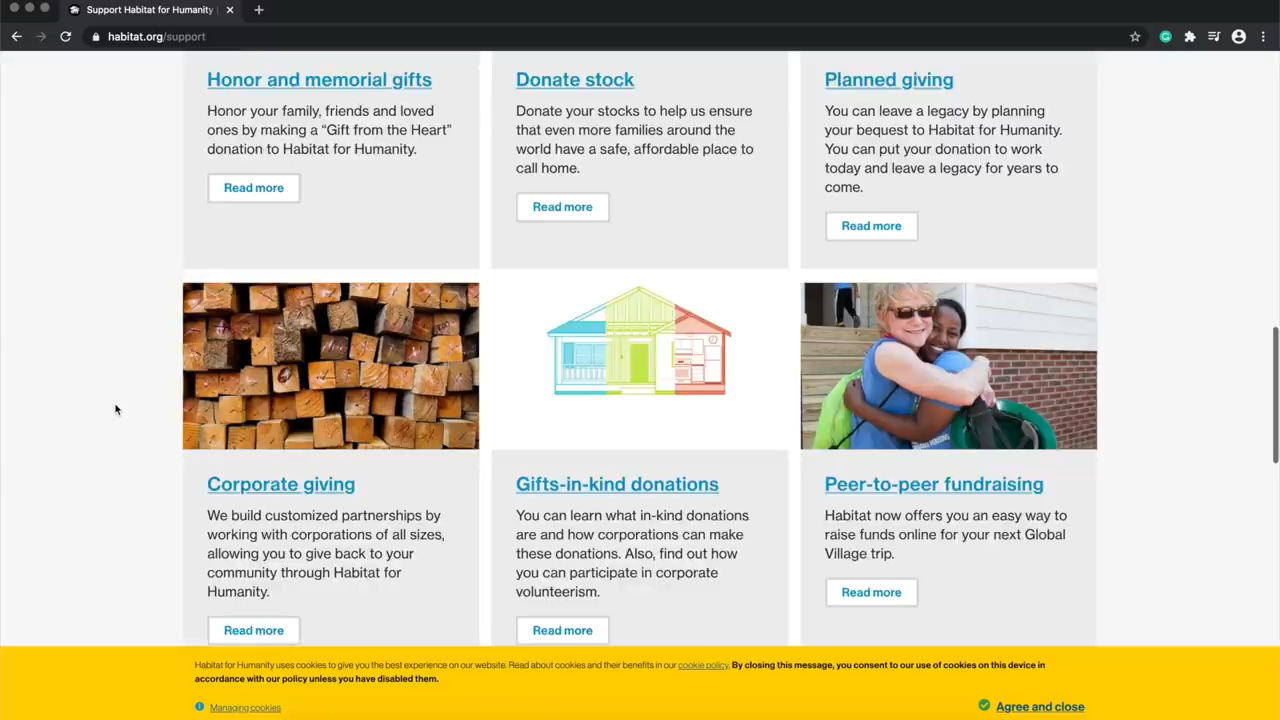 Support Habitat for Humanity
habitat.org/support
Honor and memorial gifts
Honor your family, friends and loved
ones by making a “Gift from the Heart”
donation to Habitat for Humanity.
Read more
Donate stock
Donate your stocks to help us ensure
that even more families around the
world have a safe, affordable place to
call home.
Read more
Planned giving
You can leave a legacy by planning
your bequest to Habitat for Humanity.
You can put your donation to work
today and leave a legacy for years to
come.
Read more
Corporate giving
We build customized partnerships by
working with corporations of all sizes,
allowing you to give back to your
community through Habitat for
Humanity.
Read more
Gifts-in-kind donations
You can learn what in-kind donations
are and how corporations can make
these donations. Also, find out how
you can participate in corporate
volunteerism.
Read more
Peer-to-peer fundraising
Habitat now offers you an easy way to
raise funds online for your next Global
Village trip.
Read more
Habitat for Humanity uses cookies to give you the best experience on our website. Read about cookies and their benefits in our cookie policy. By closing this message, you consent to our use of cookies on this device in
accordance with our policy unless you have disabled them.
Managing cookies
Agree and close